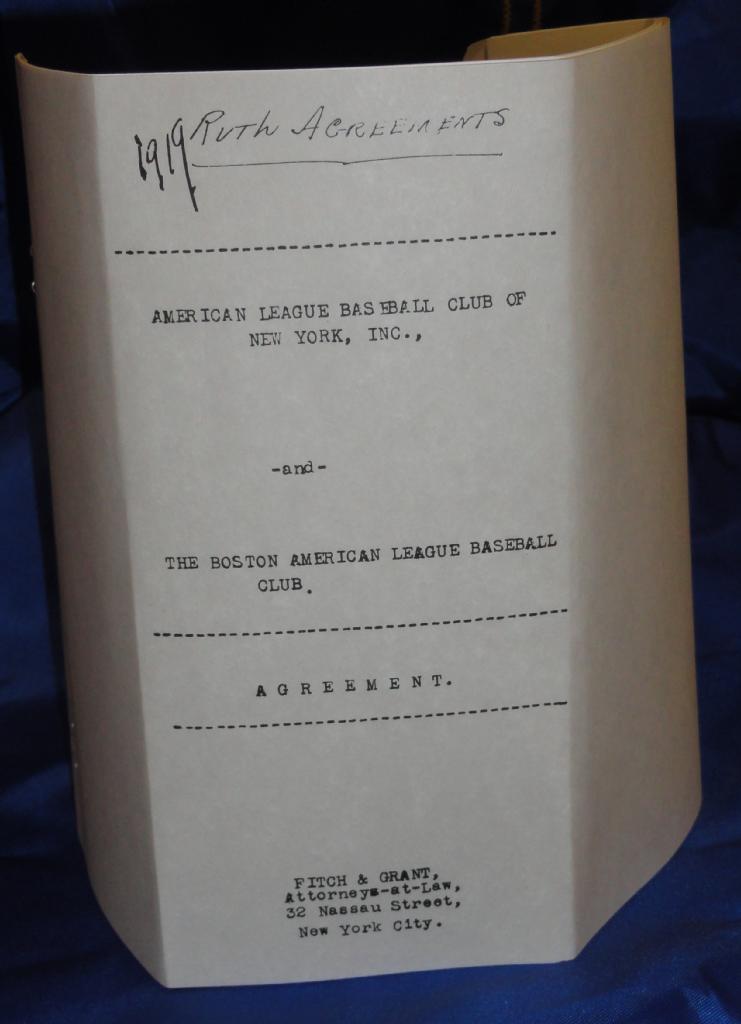 1919 RUTH AGREEMENTS
AMERICAN LEAGUE BASEBALL CLUB OF
NEW YORK, INC.,
-and-
THE BOSTON AMERICAN LEAGUE BASEBALL
CLUB.
AGREEMENT.
FITCH & GRANT,
Attorneys-at-Law,
32 Nassau Street,
New York City.